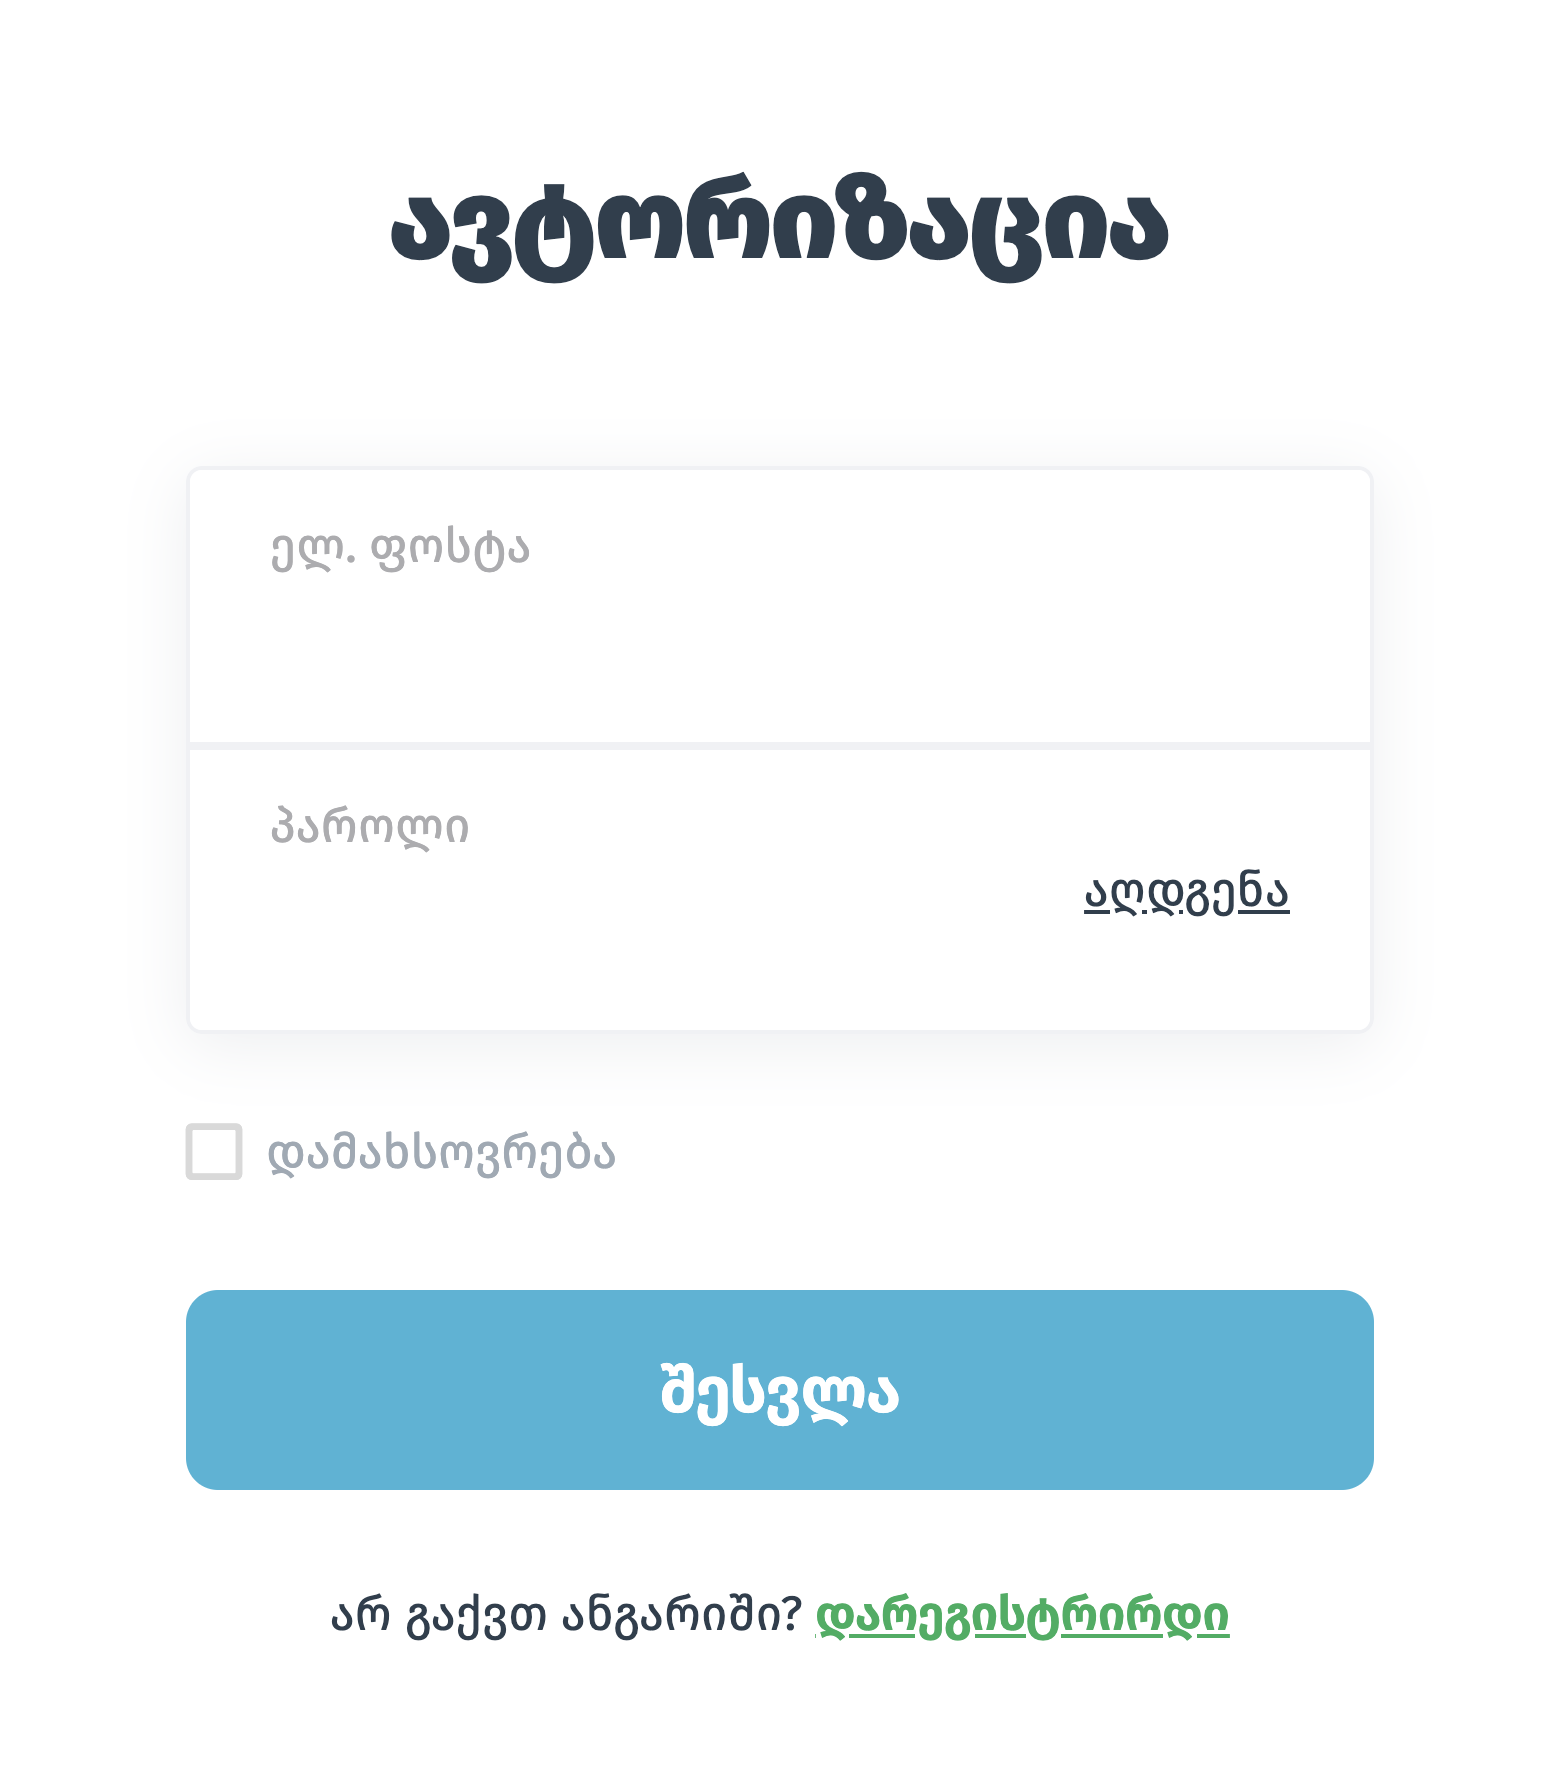 ავტორიზაცია
ელ. ფოსტა
პაროლი
აღდგენა
დამახსოვრება
შესვლა
არ გაქვთ ანგარიში? დარეგისტრირდი